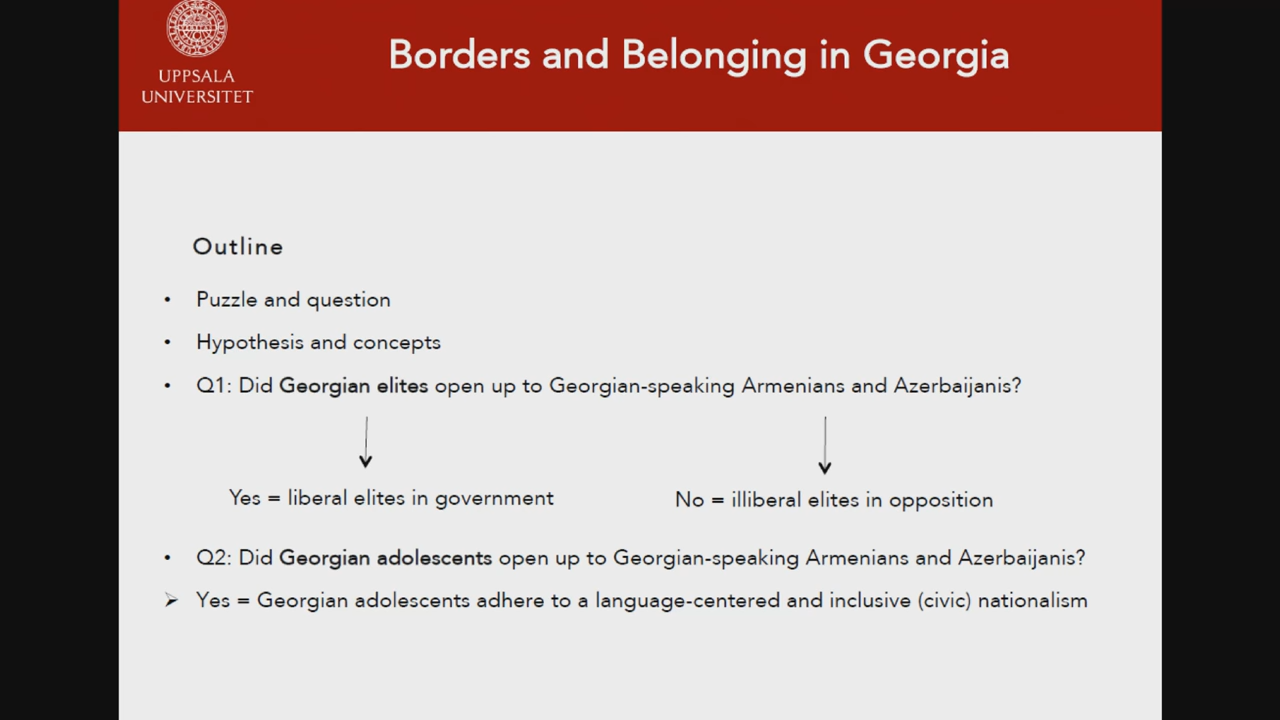 UPPSALA
UNIVERSITET
Borders and Belonging in Georgia
Outline
• Puzzle and question
• Hypothesis and concepts
• Q1: Did Georgian elites open up to Georgian-speaking Armenians and Azerbaijanis?
Yes = liberal elites in government
No = illiberal elites in opposition
• Q2: Did Georgian adolescents open up to Georgian-speaking Armenians and Azerbaijanis?
➢ Yes = Georgian adolescents adhere to a language-centered and inclusive (civic) nationalism